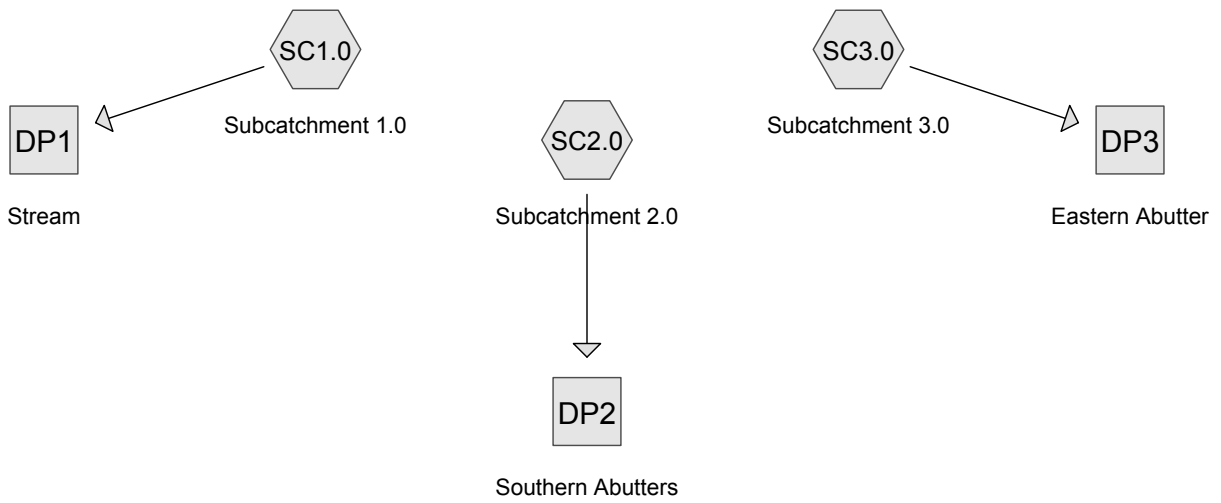 SC1.0
Subcatchment 1.0
SC3.0
Subcatchment 3.0
DP1
Stream
SC2.0
Subcatchment 2.0
DP3
Eastern Abutter
DP2
Southern Abutters